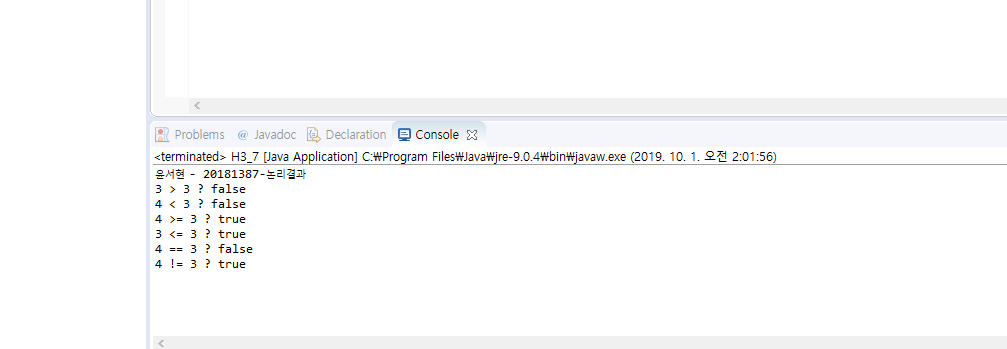 Problems @ Javadoc Declaration Console
<terminated> H3_7 [Java Application] C:₩Program Files₩Java₩jre-9.0.4₩bin₩javaw.exe (2019. 10. 1. 오전 2:01:56)
윤서현 - 20181387-논리결과
3 > 3 ? false
4 < 3 ? false
4 >= 3 ? true
3 <= 3 ? true
4 == 3 ? false
4 != 3 ? true